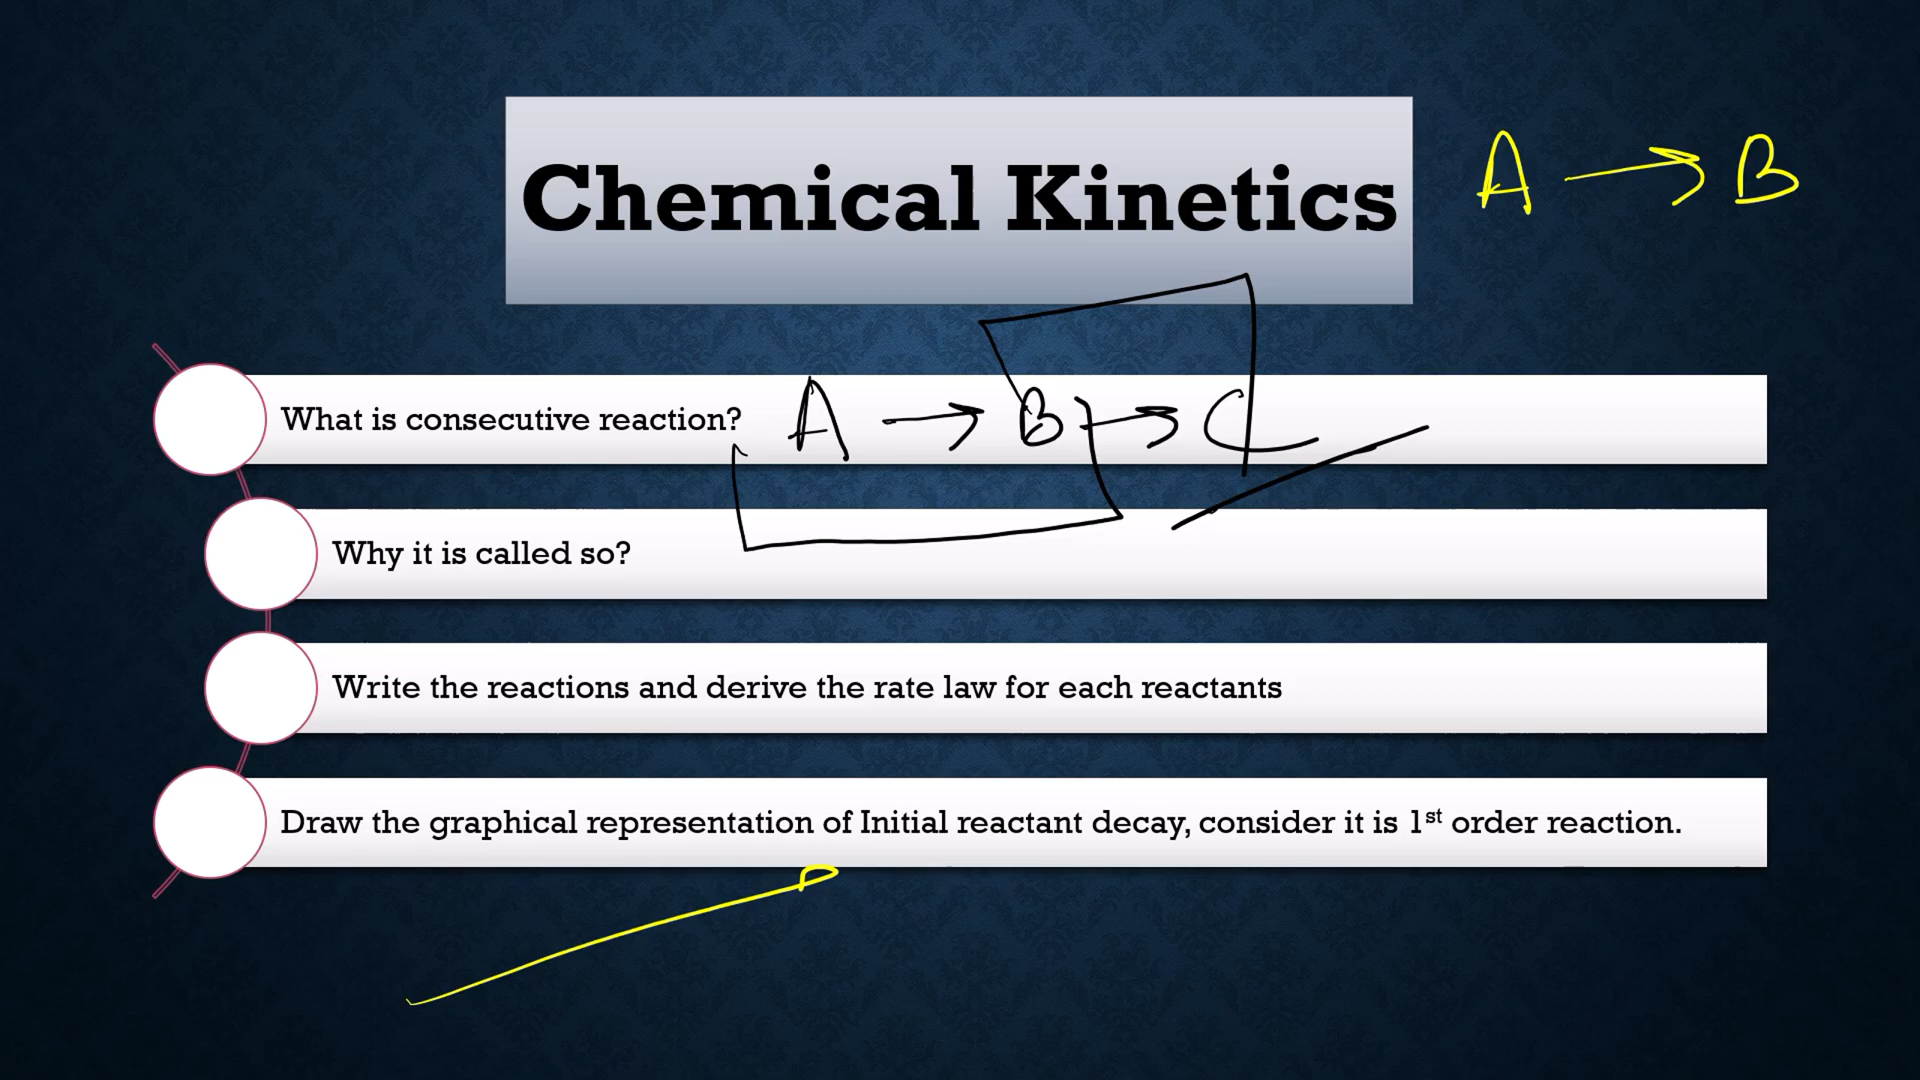 Chemical Kinetics
A → B
What is consecutive reaction? A → B → C
Why it is called so?
Write the reactions and derive the rate law for each reactants
Draw the graphical representation of Initial reactant decay, consider it is 1st order reaction.